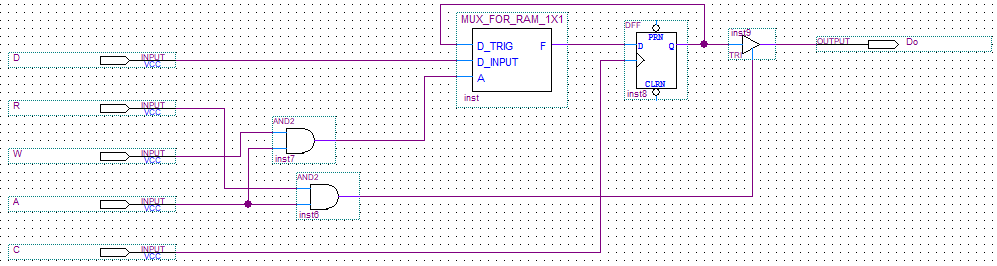 MUX_FOR_RAM_1X1
D_TRIG F
D_INPUT
A
inst
DFF
PRN
D Q
CLRN
inst8
inst9
TRI
OUTPUT Do
D INPUT
VCC
R INPUT
VCC
AND2
inst7
W INPUT
VCC
AND2
inst6
A INPUT
VCC
C INPUT
VCC